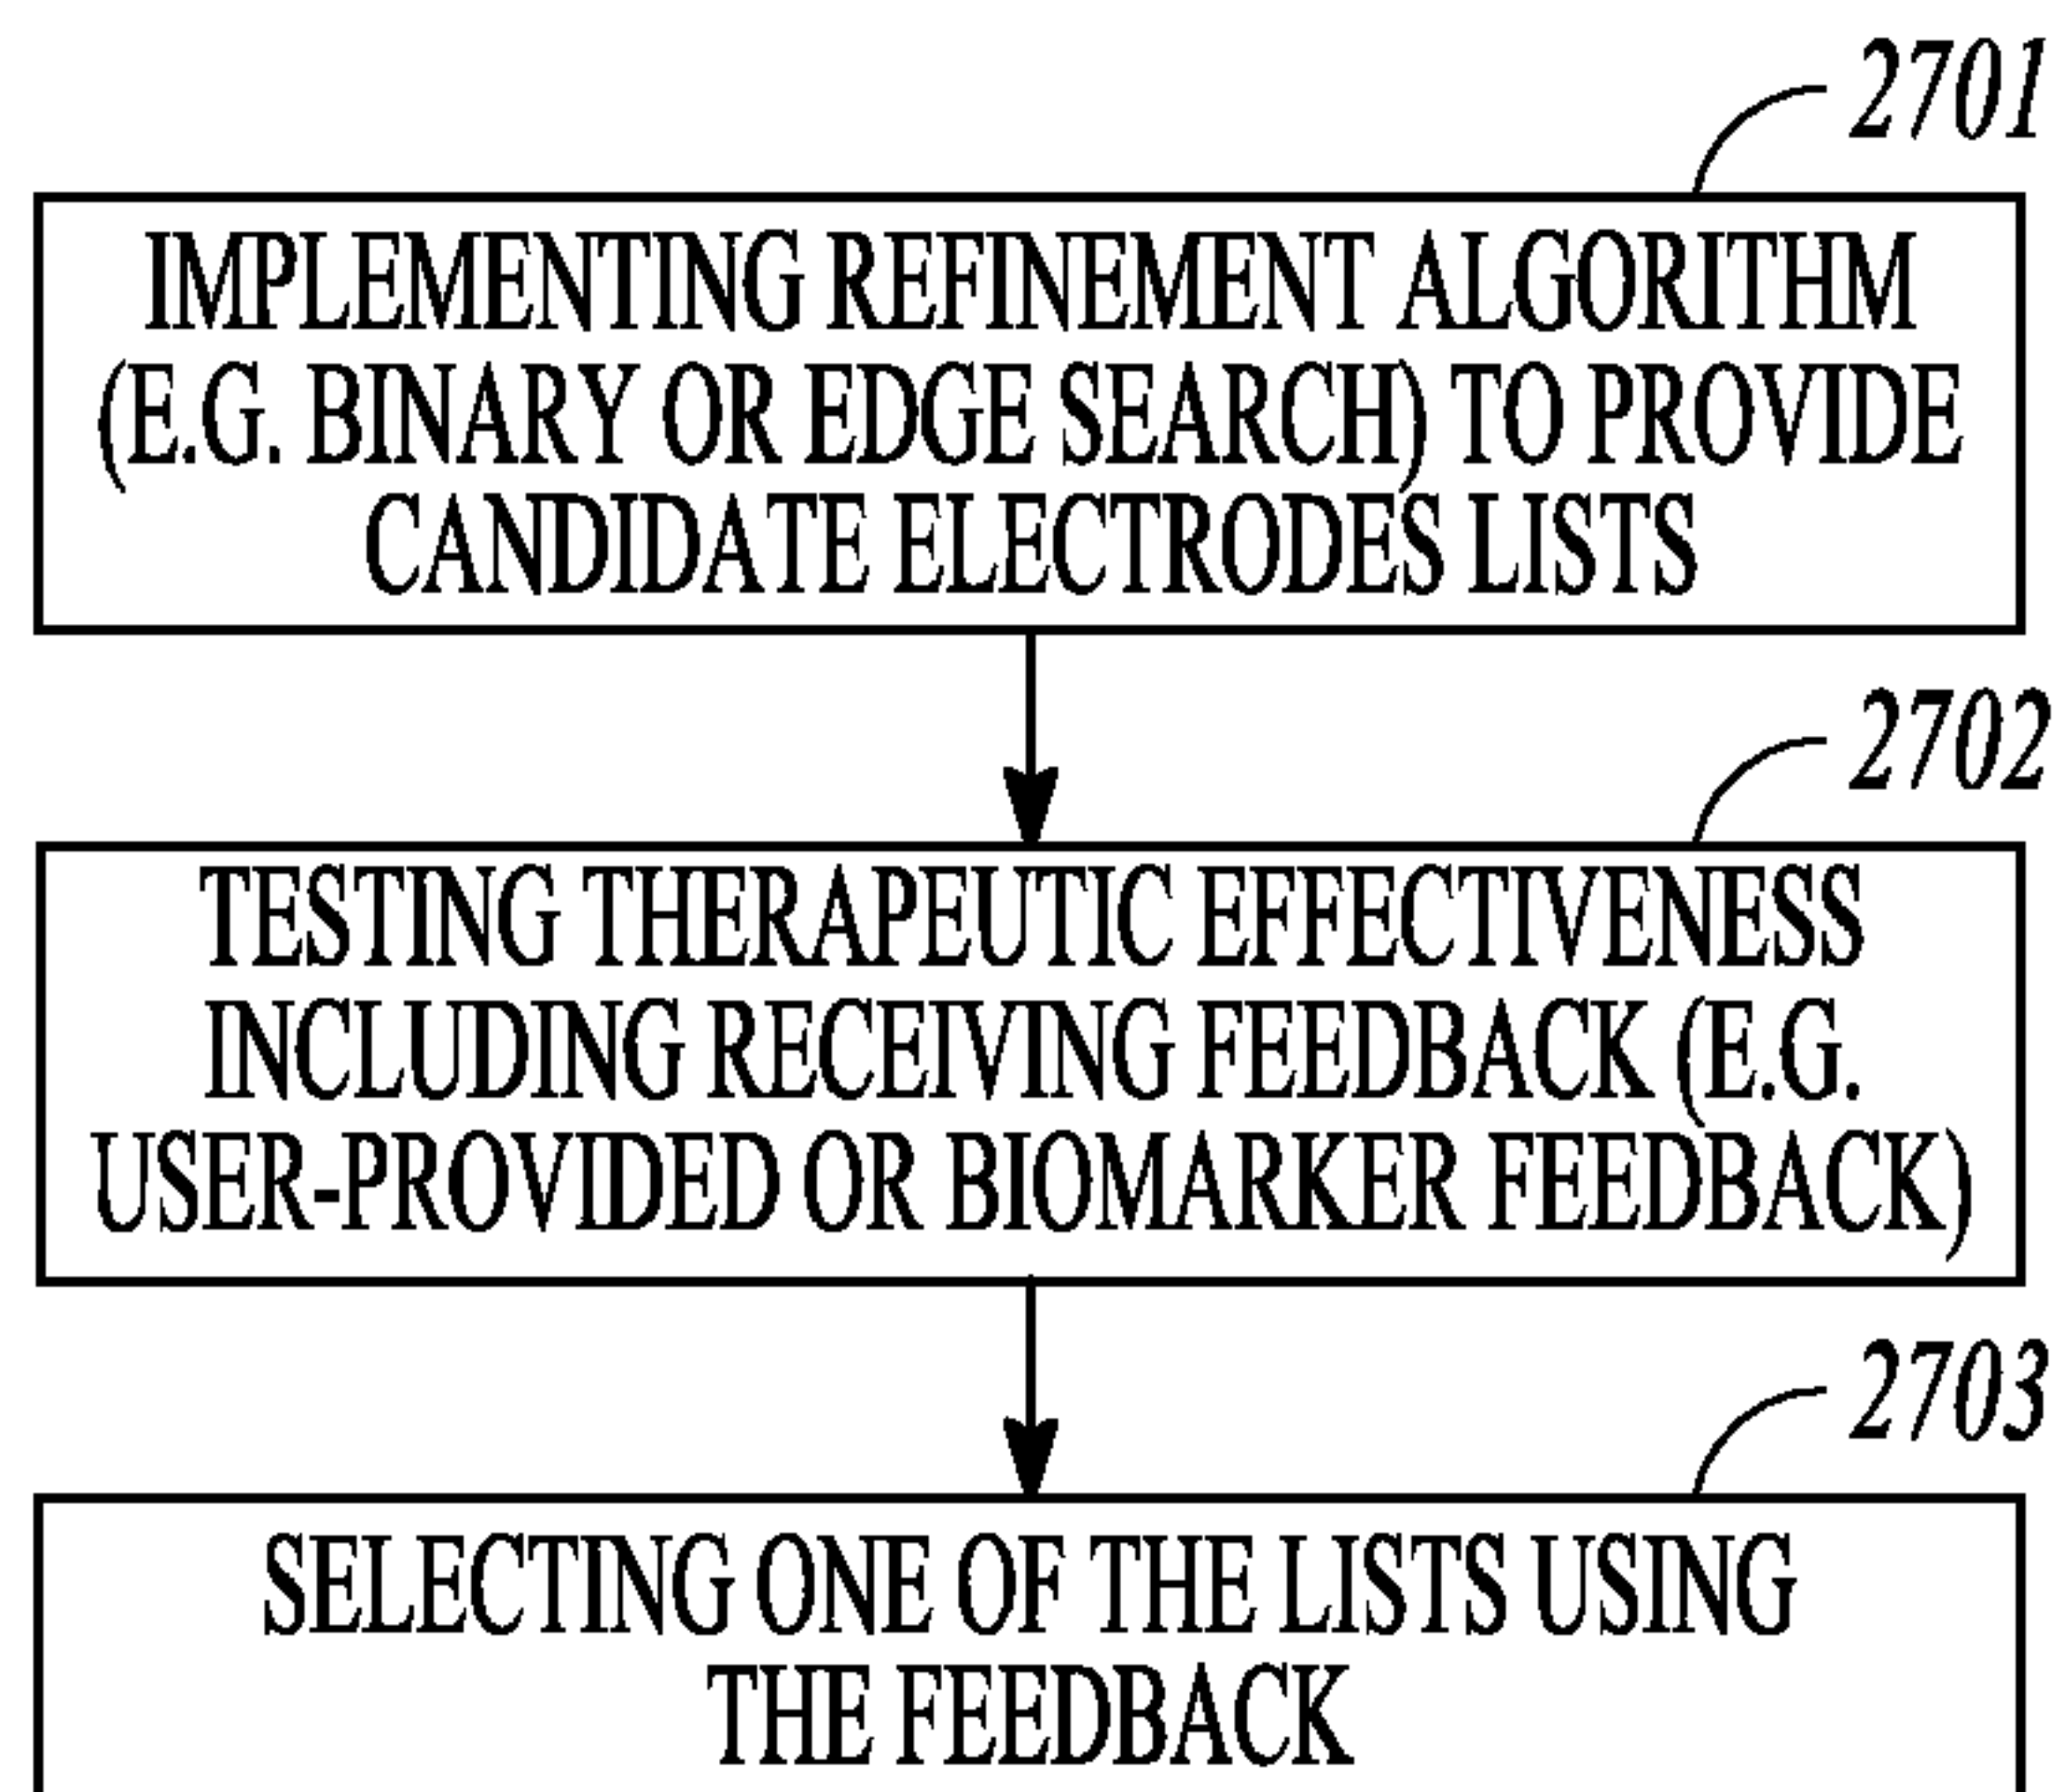 2701
IMPLEMENTING REFINEMENT ALGORITHM
(E.G. BINARY OR EDGE SEARCH) TO PROVIDE
CANDIDATE ELECTRODES LISTS
2702
TESTING THERAPEUTIC EFFECTIVENESS
INCLUDING RECEIVING FEEDBACK (E.G.
USER-PROVIDED OR BIOMARKER FEEDBACK)
2703
SELECTING ONE OF THE LISTS USING
THE FEEDBACK